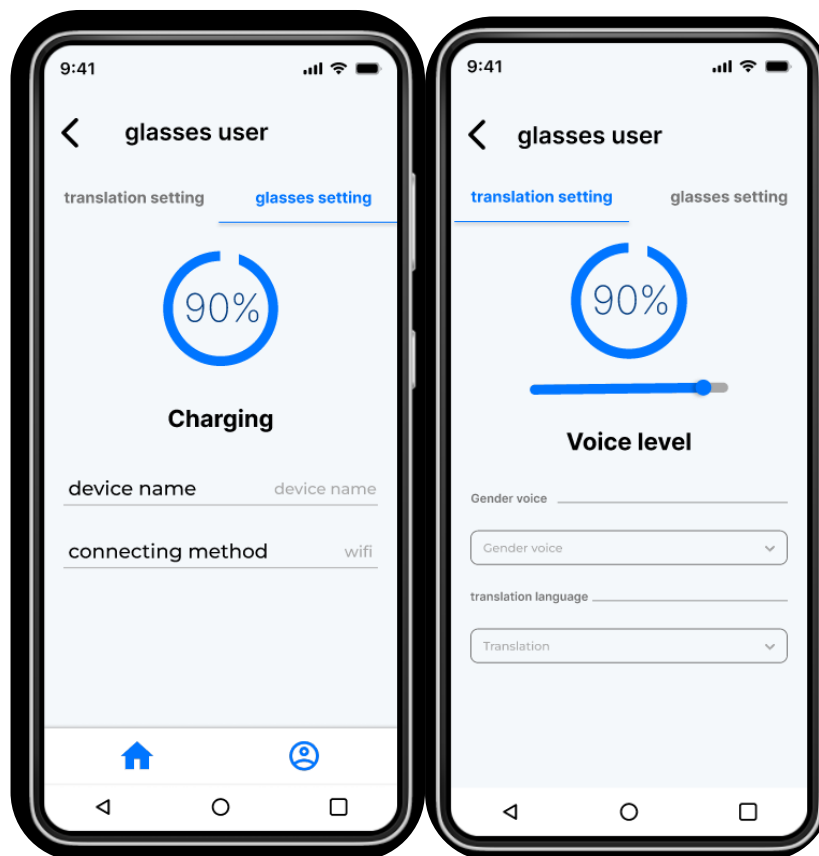 9:41
glasses user
translation setting glasses setting
90%
Charging
device name device name
connecting method wifi
9:41
glasses user
translation setting glasses setting
90%
Voice level
Gender voice
Gender voice
translation language
Translation